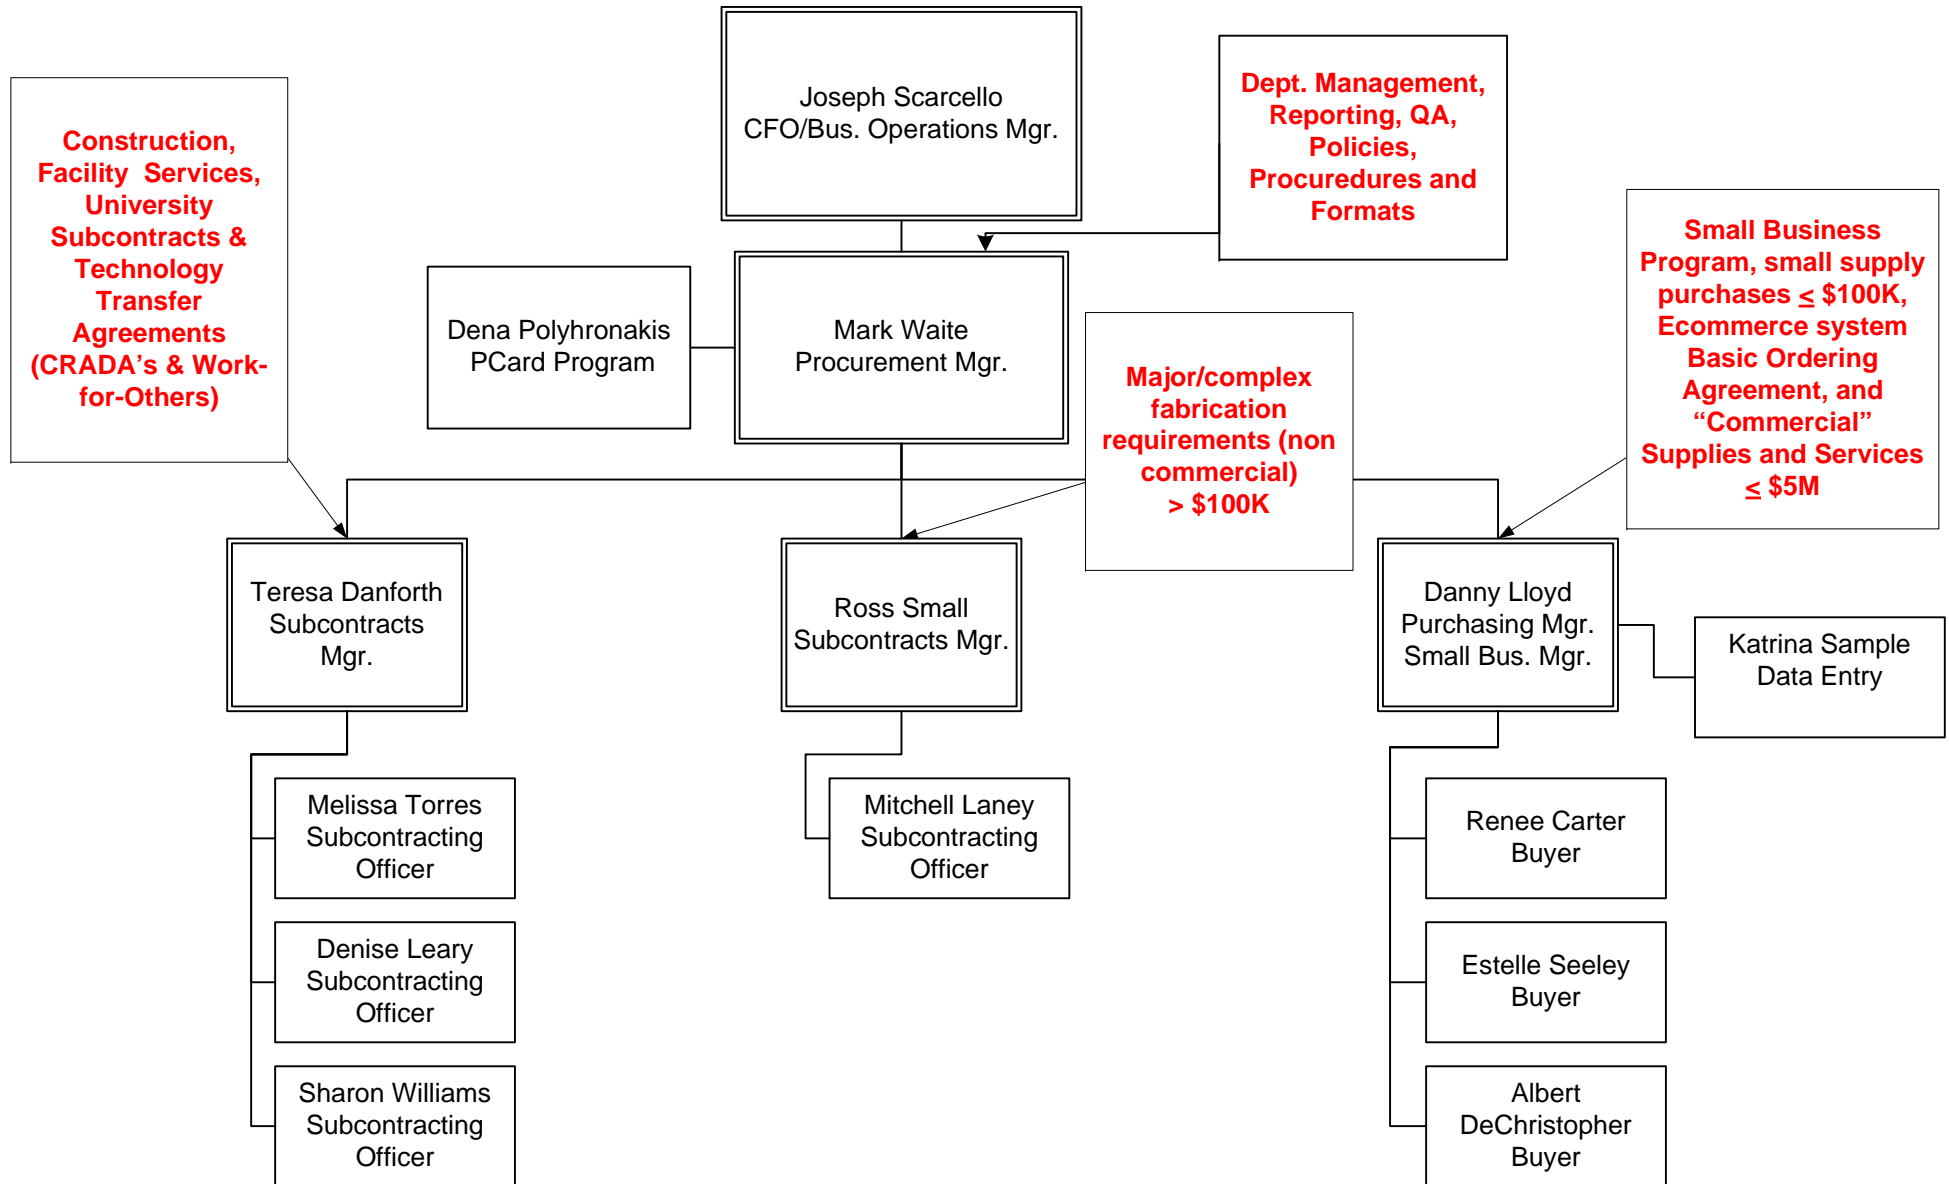 Joseph Scarcello
CFO/Bus. Operations Mgr.
Dept. Management,
Reporting, QA,
Policies,
Procuredures and
Formats
Construction,
Facility Services,
University
Subcontracts &
Technology
Transfer
Agreements
(CRADA's & Work-
for-Others)
Small Business
Program, small supply
purchases ≤ $100K,
Ecommerce system
Basic Ordering
Agreement, and
“Commercial”
Supplies and Services
≤ $5M
Dena Polyhronakis
PCard Program
Mark Waite
Procurement Mgr.
Major/complex
fabrication
requirements (non
commercial)
> $100K
Teresa Danforth
Subcontracts
Mgr.
Ross Small
Subcontracts Mgr.
Danny Lloyd
Purchasing Mgr.
Small Bus. Mgr.
Katrina Sample
Data Entry
Melissa Torres
Subcontracting
Officer
Mitchell Laney
Subcontracting
Officer
Renee Carter
Buyer
Denise Leary
Subcontracting
Officer
Estelle Seeley
Buyer
Sharon Williams
Subcontracting
Officer
Albert
DeChristopher
Buyer